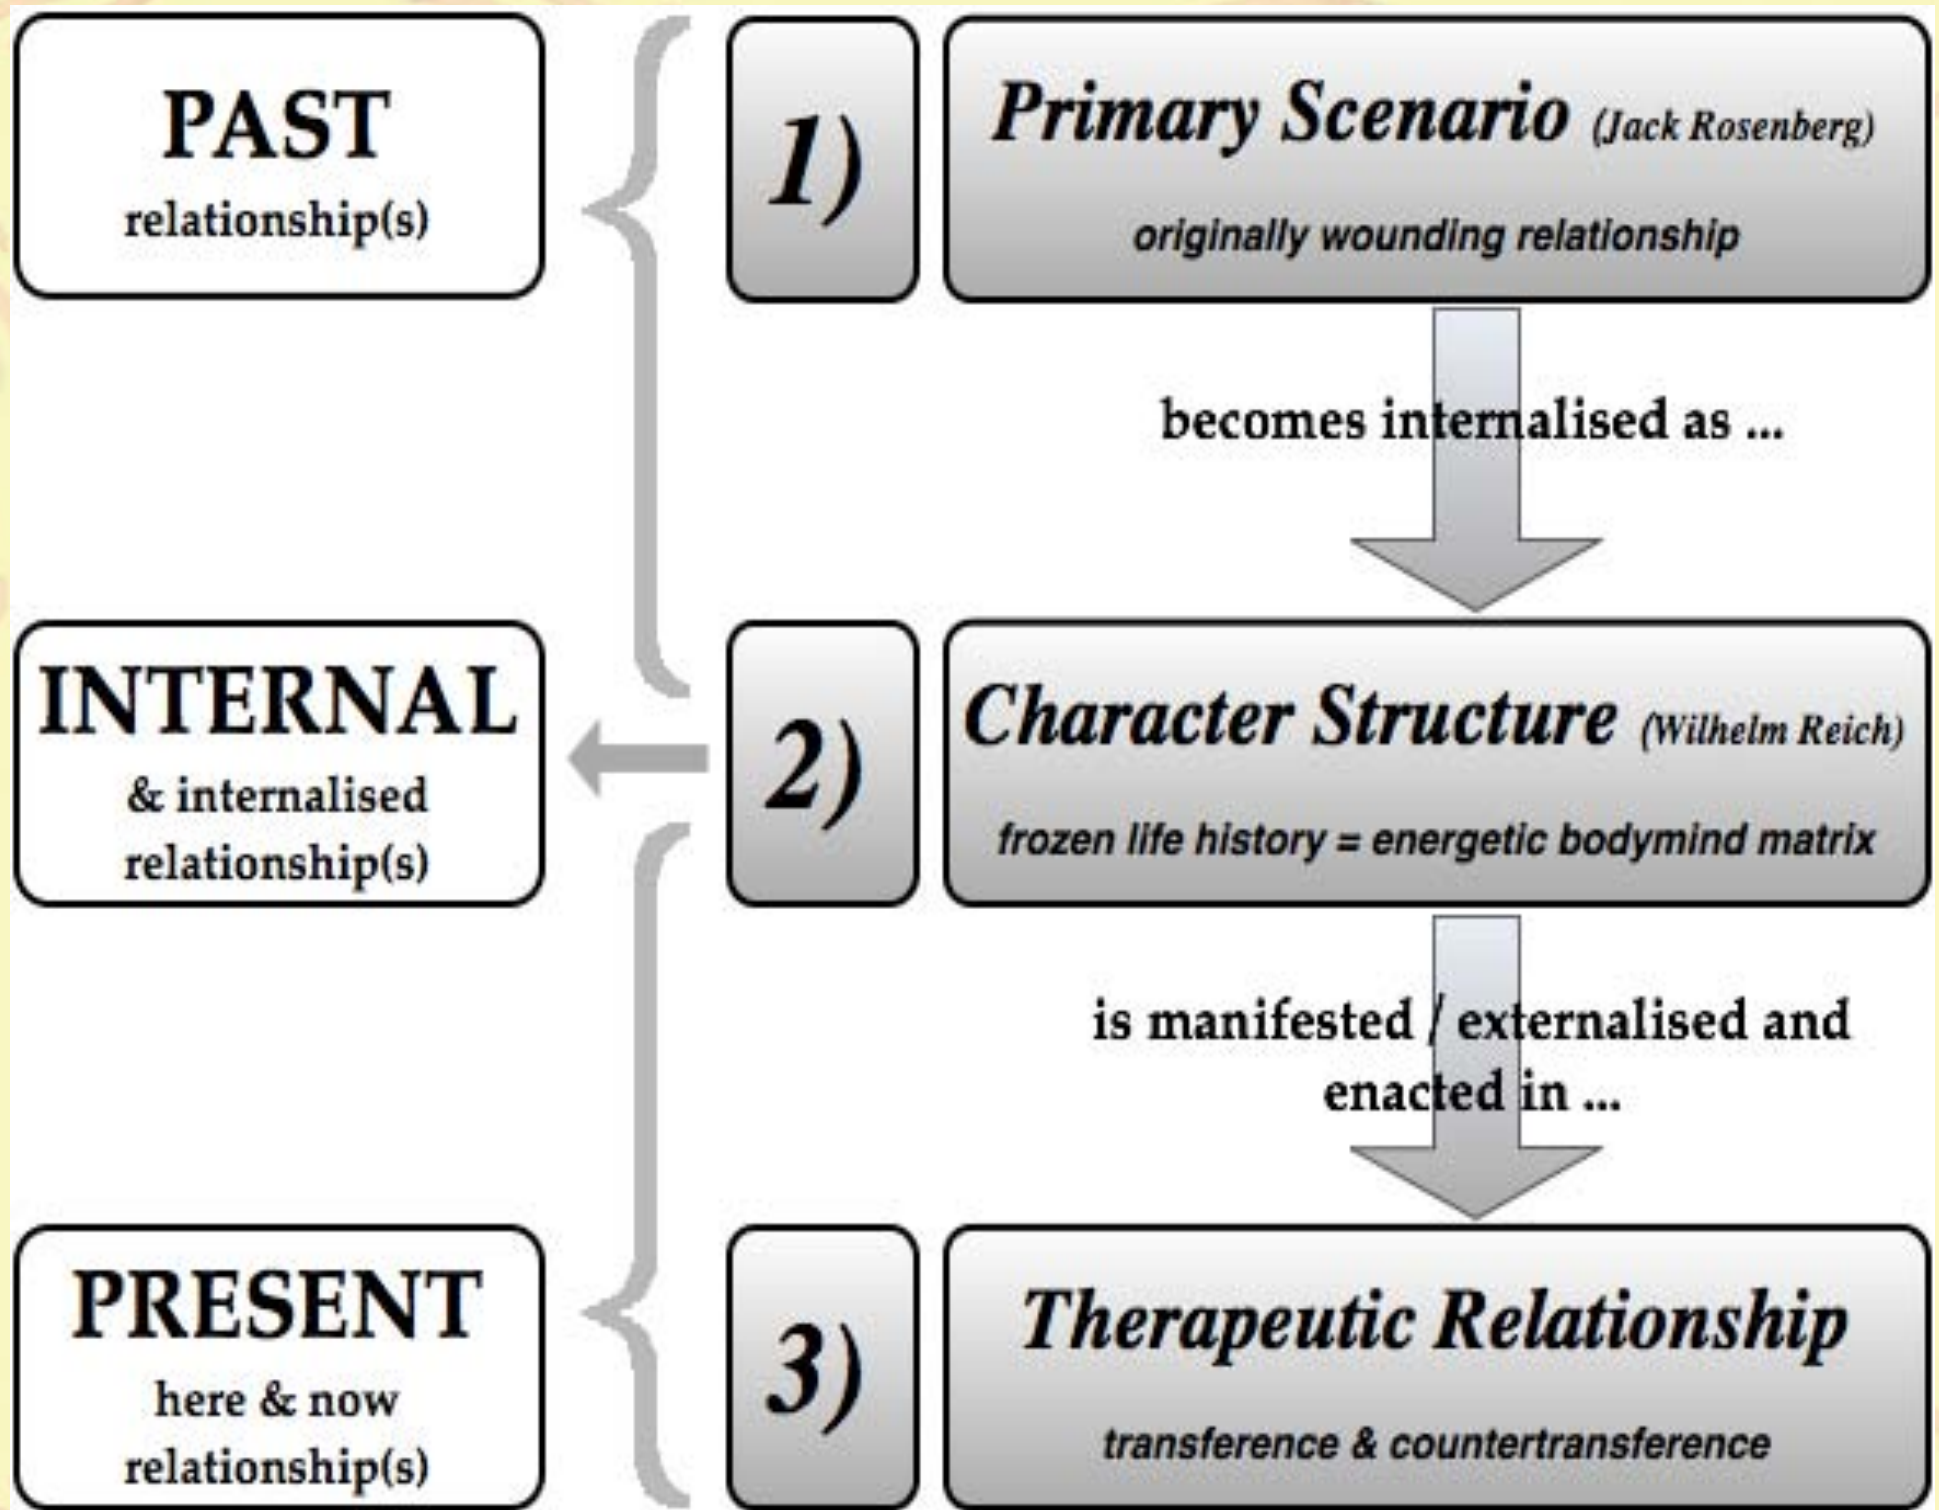 PAST
relationship(s)
1)
Primary Scenario (Jack Rosenberg)
originally wounding relationship
becomes internalised as ...
INTERNAL
& internalised
relationship(s)
2)
Character Structure (Wilhelm Reich)
frozen life history = energetic bodymind matrix
is manifested / externalised and
enacted in ...
PRESENT
here & now
relationship(s)
3)
Therapeutic Relationship
transference & countertransference